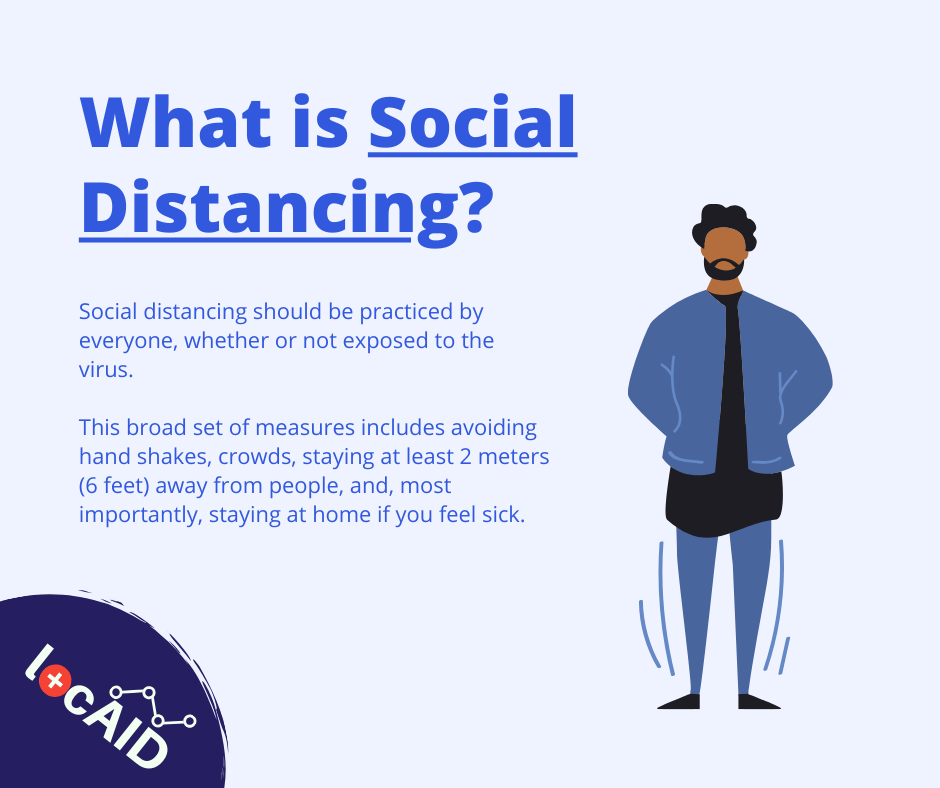 What is Social
Distancing?
Social distancing should be practiced by
everyone, whether or not exposed to the
virus.
This broad set of measures includes avoiding
hand shakes, crowds, staying at least 2 meters
(6 feet) away from people, and, most
importantly, staying at home if you feel sick.
locAID